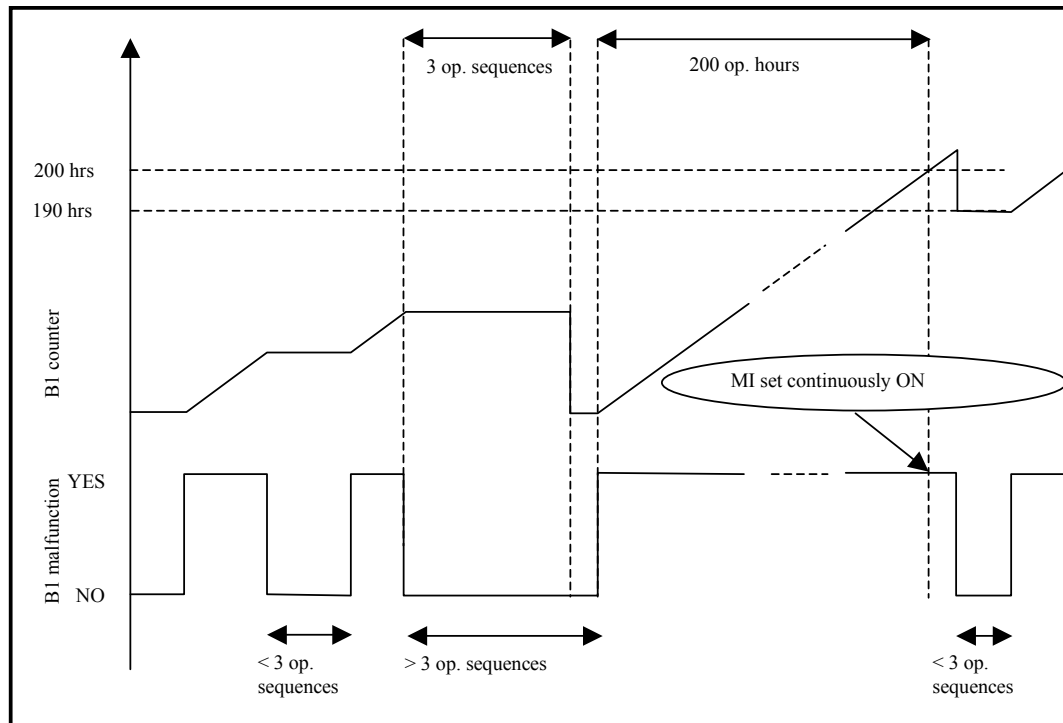 3 op. sequences
200 op. hours
200 hrs
190 hrs
B1 counter
MI set continuously ON
YES
B1 malfunction
NO
< 3 op.
sequences
> 3 op. sequences
< 3 op.
sequences